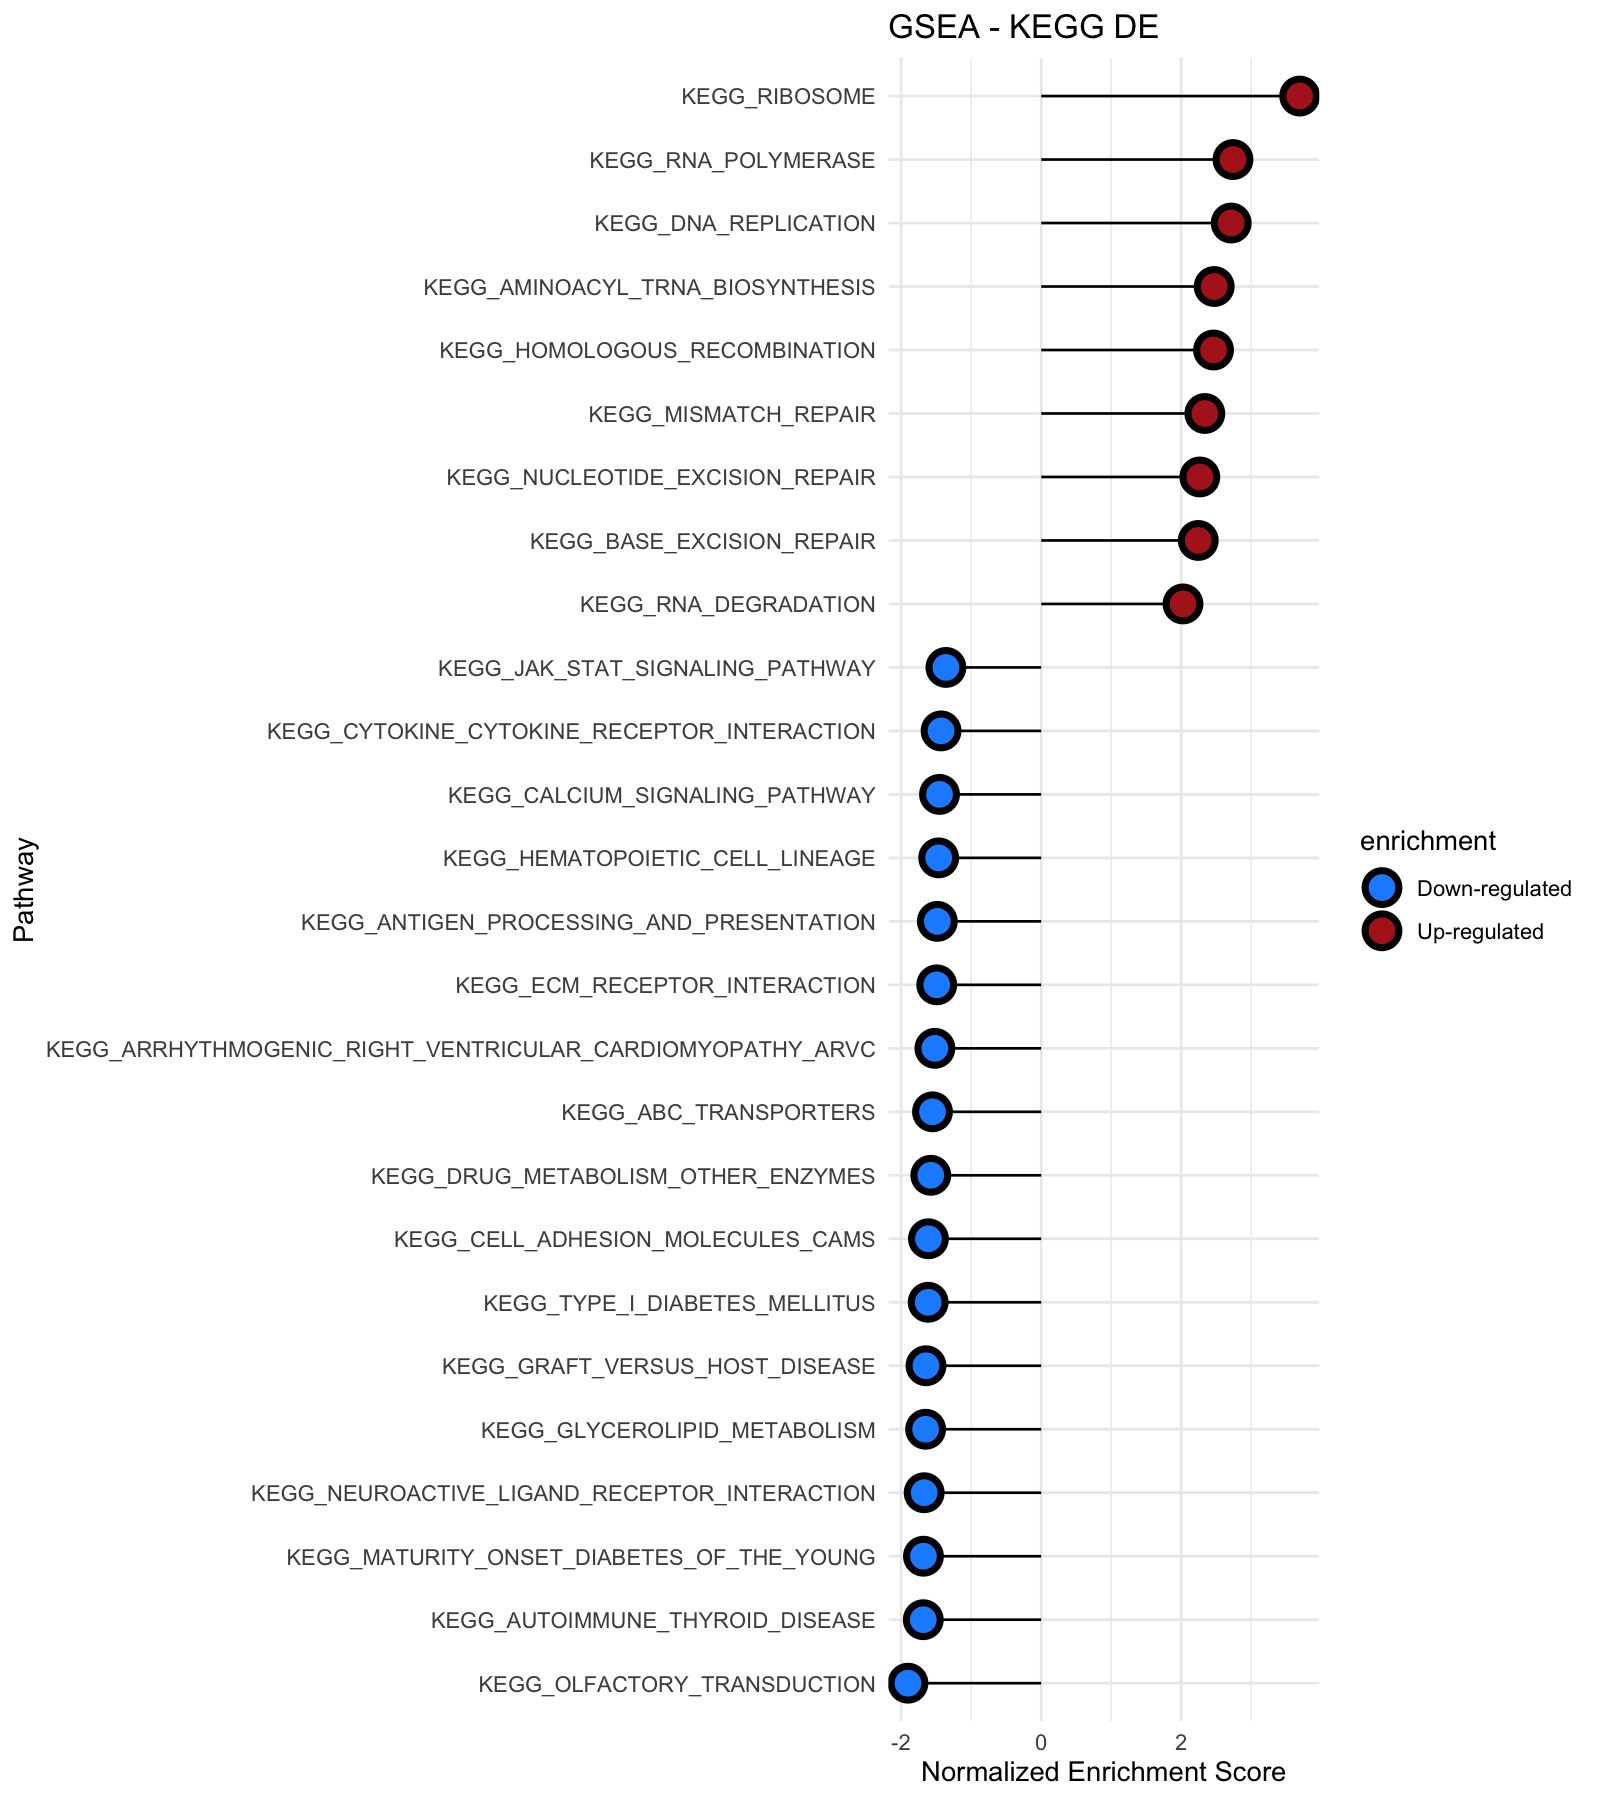 GSEA - KEGG DE
KEGG_RIBOSOME
KEGG_RNA_POLYMERASE
KEGG_DNA_REPLICATION
KEGG_AMINOACYL_TRNA_BIOSYNTHESIS
KEGG_HOMOLOGOUS_RECOMBINATION
KEGG_MISMATCH_REPAIR
KEGG_NUCLEOTIDE_EXCISION_REPAIR
KEGG_BASE_EXCISION_REPAIR
KEGG_RNA_DEGRADATION
KEGG_JAK_STAT_SIGNALING_PATHWAY
KEGG_CYTOKINE_CYTOKINE_RECEPTOR_INTERACTION
KEGG_CALCIUM_SIGNALING_PATHWAY
KEGG_HEMATOPOIETIC_CELL_LINEAGE
KEGG_ANTIGEN_PROCESSING_AND_PRESENTATION
KEGG_ECM_RECEPTOR_INTERACTION
KEGG_ARRHYTHMOGENIC_RIGHT_VENTRICULAR_CARDIOMYOPATHY_ARVC
KEGG_ABC_TRANSPORTERS
KEGG_DRUG_METABOLISM_OTHER_ENZYMES
KEGG_CELL_ADHESION_MOLECULES_CAMS
KEGG_TYPE_I_DIABETES_MELLITUS
KEGG_GRAFT_VERSUS_HOST_DISEASE
KEGG_GLYCEROLIPID_METABOLISM
KEGG_NEUROACTIVE_LIGAND_RECEPTOR_INTERACTION
KEGG_MATURITY_ONSET_DIABETES_OF_THE_YOUNG
KEGG_AUTOIMMUNE_THYROID_DISEASE
KEGG_OLFACTORY_TRANSDUCTION
Pathway
-2 0 2
Normalized Enrichment Score
enrichment
Down-regulated
Up-regulated